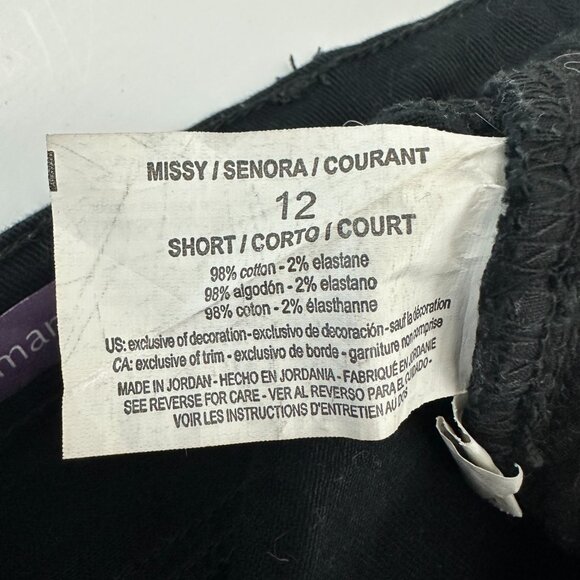 MISSY / SENORA / COURANT
12
SHORT / CORTO / COURT
98% cotton - 2% elastane
98% algodón - 2% elastano
98% coton - 2% élasthanne
US: exclusive of decoration - exclusivo de decoración - sauf la décoration
CA: exclusive of trim - exclusivo de borde - garniture non comprise
MADE IN JORDAN - HECHO EN JORDANIA - FABRIQUÉ EN JORDANIE
SEE REVERSE FOR CARE - VER AL REVERSO PARA EL CUIDADO -
VOIR LES INSTRUCTIONS D'ENTRETIEN AU DOS